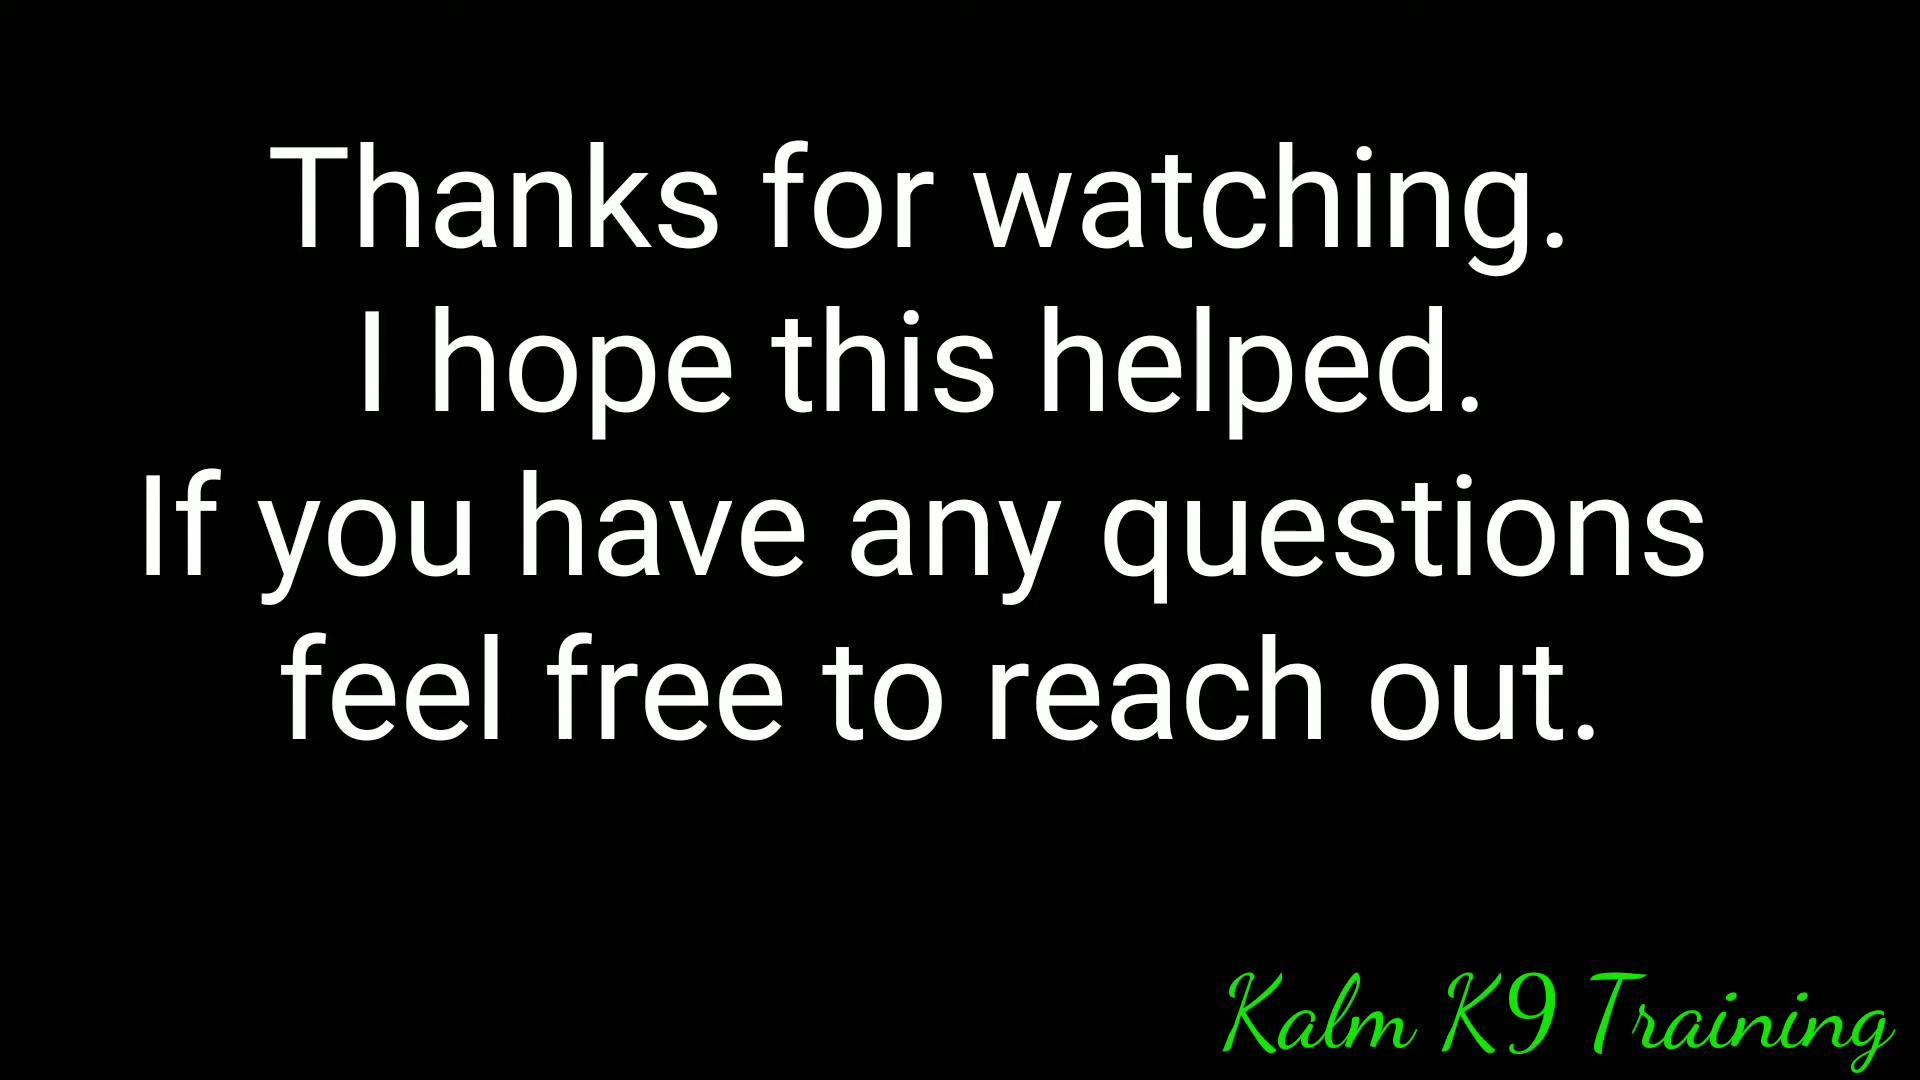 Thanks for watching.
I hope this helped.
If you have any questions
feel free to reach out.
Kalm K9 Training